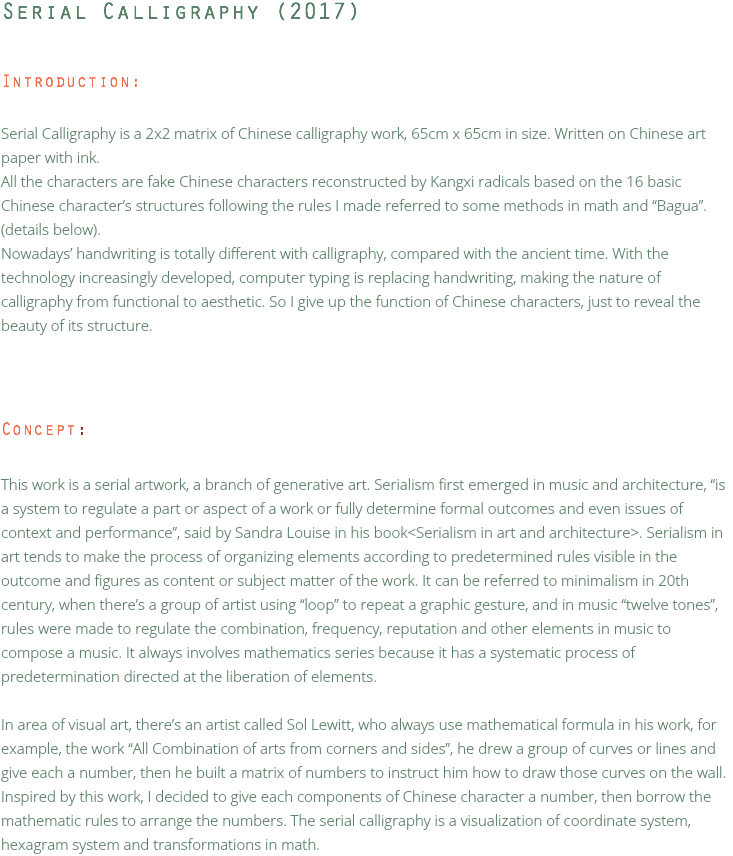 Serial Calligraphy (2017)
Introduction:
Serial Calligraphy is a 2x2 matrix of Chinese calligraphy work, 65cm x 65cm in size. Written on Chinese art
paper with ink.
All the characters are fake Chinese characters reconstructed by Kangxi radicals based on the 16 basic
Chinese character’s structures following the rules I made referred to some methods in math and “Bagua”.
(details below).
Nowadays’ handwriting is totally different with calligraphy, compared with the ancient time. With the
technology increasingly developed, computer typing is replacing handwriting, making the nature of
calligraphy from functional to aesthetic. So I give up the function of Chinese characters, just to reveal the
beauty of its structure.
Concept:
This work is a serial artwork, a branch of generative art. Serialism first emerged in music and architecture, “is
a system to regulate a part or aspect of a work or fully determine formal outcomes and even issues of
context and performance”, said by Sandra Louise in his book<Serialism in art and architecture>. Serialism in
art tends to make the process of organizing elements according to predetermined rules visible in the
outcome and figures as content or subject matter of the work. It can be referred to minimalism in 20th
century, when there’s a group of artist using “loop” to repeat a graphic gesture, and in music “twelve tones”,
rules were made to regulate the combination, frequency, reputation and other elements in music to
compose a music. It always involves mathematics series because it has a systematic process of
predetermination directed at the liberation of elements.
In area of visual art, there’s an artist called Sol Lewitt, who always use mathematical formula in his work, for
example, the work “All Combination of arts from corners and sides”, he drew a group of curves or lines and
give each a number, then he built a matrix of numbers to instruct him how to draw those curves on the wall.
Inspired by this work, I decided to give each components of Chinese character a number, then borrow the
mathematic rules to arrange the numbers. The serial calligraphy is a visualization of coordinate system,
hexagram system and transformations in math.